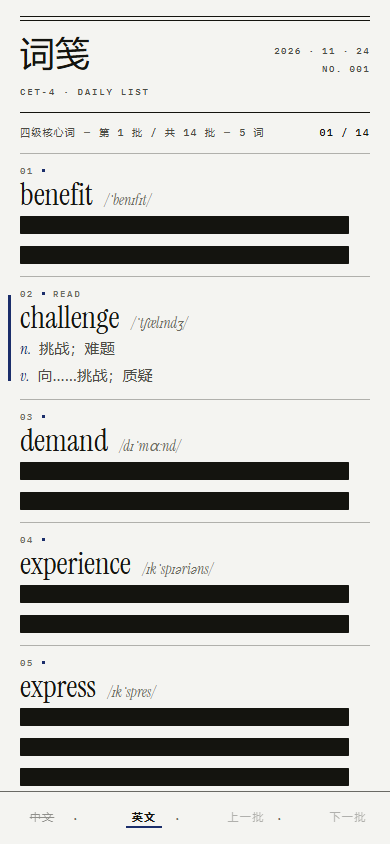 词笺
2026 · 11 · 24
NO. 001
CET-4 · DAILY LIST
四级核心词 — 第 1 批 / 共 14 批 — 5 词
01 / 14
01
benefit /ˈbenɪfɪt/
02 READ
challenge /ˈtʃælɪndʒ/
n. 挑战；难题
v. 向……挑战；质疑
03
demand /dɪˈmɑːnd/
04
experience /ɪkˈspɪəriəns/
05
express /ɪkˈspres/
中文 · 英文 · 上一批 · 下一批